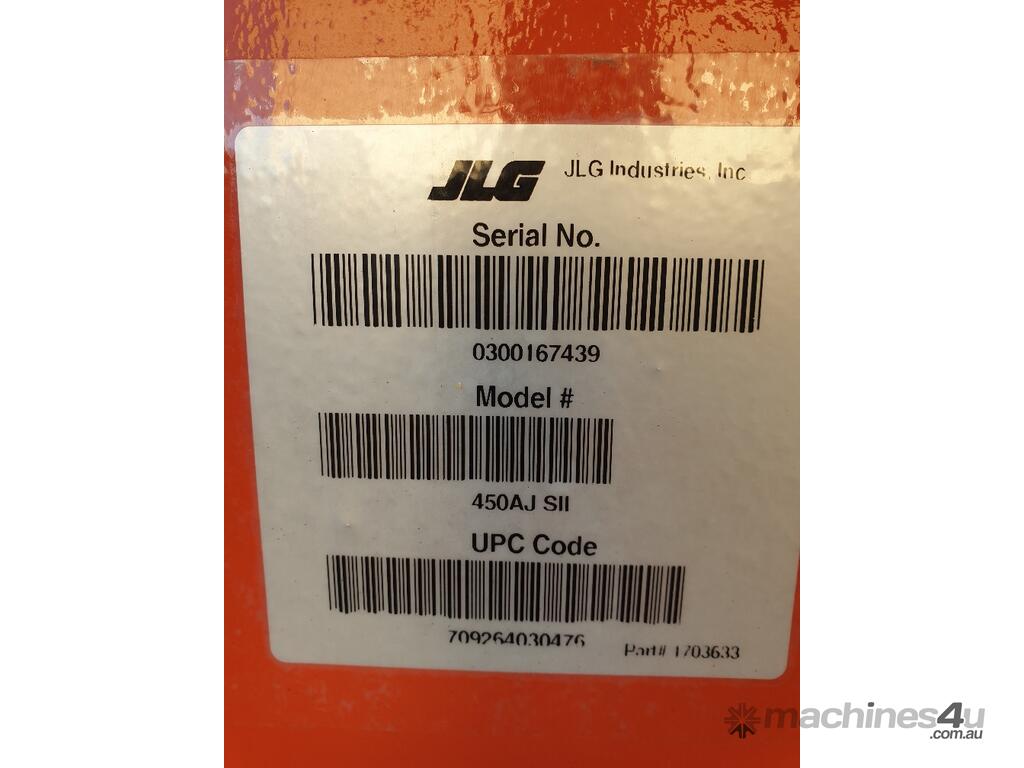 JLG JLG Industries, Inc
Serial No.
0300167439
Model #
450AJ SII
UPC Code
709264030476
Part# 1703633
machines4u
.com.au